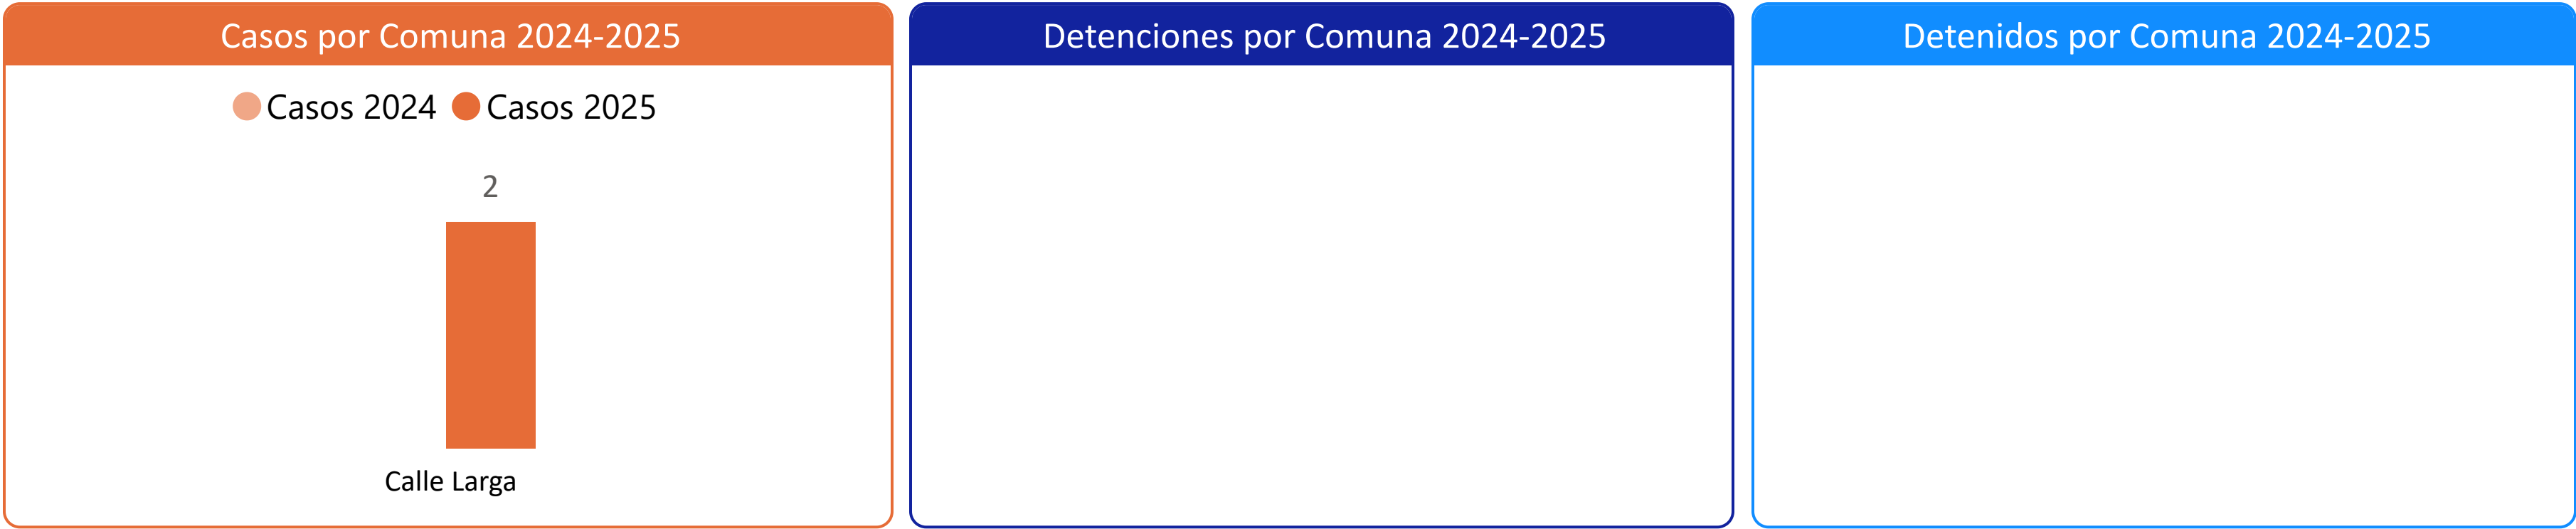 Casos por Comuna 2024-2025
Casos 2024 Casos 2025
2
Calle Larga
Detenciones por Comuna 2024-2025
Detenidos por Comuna 2024-2025